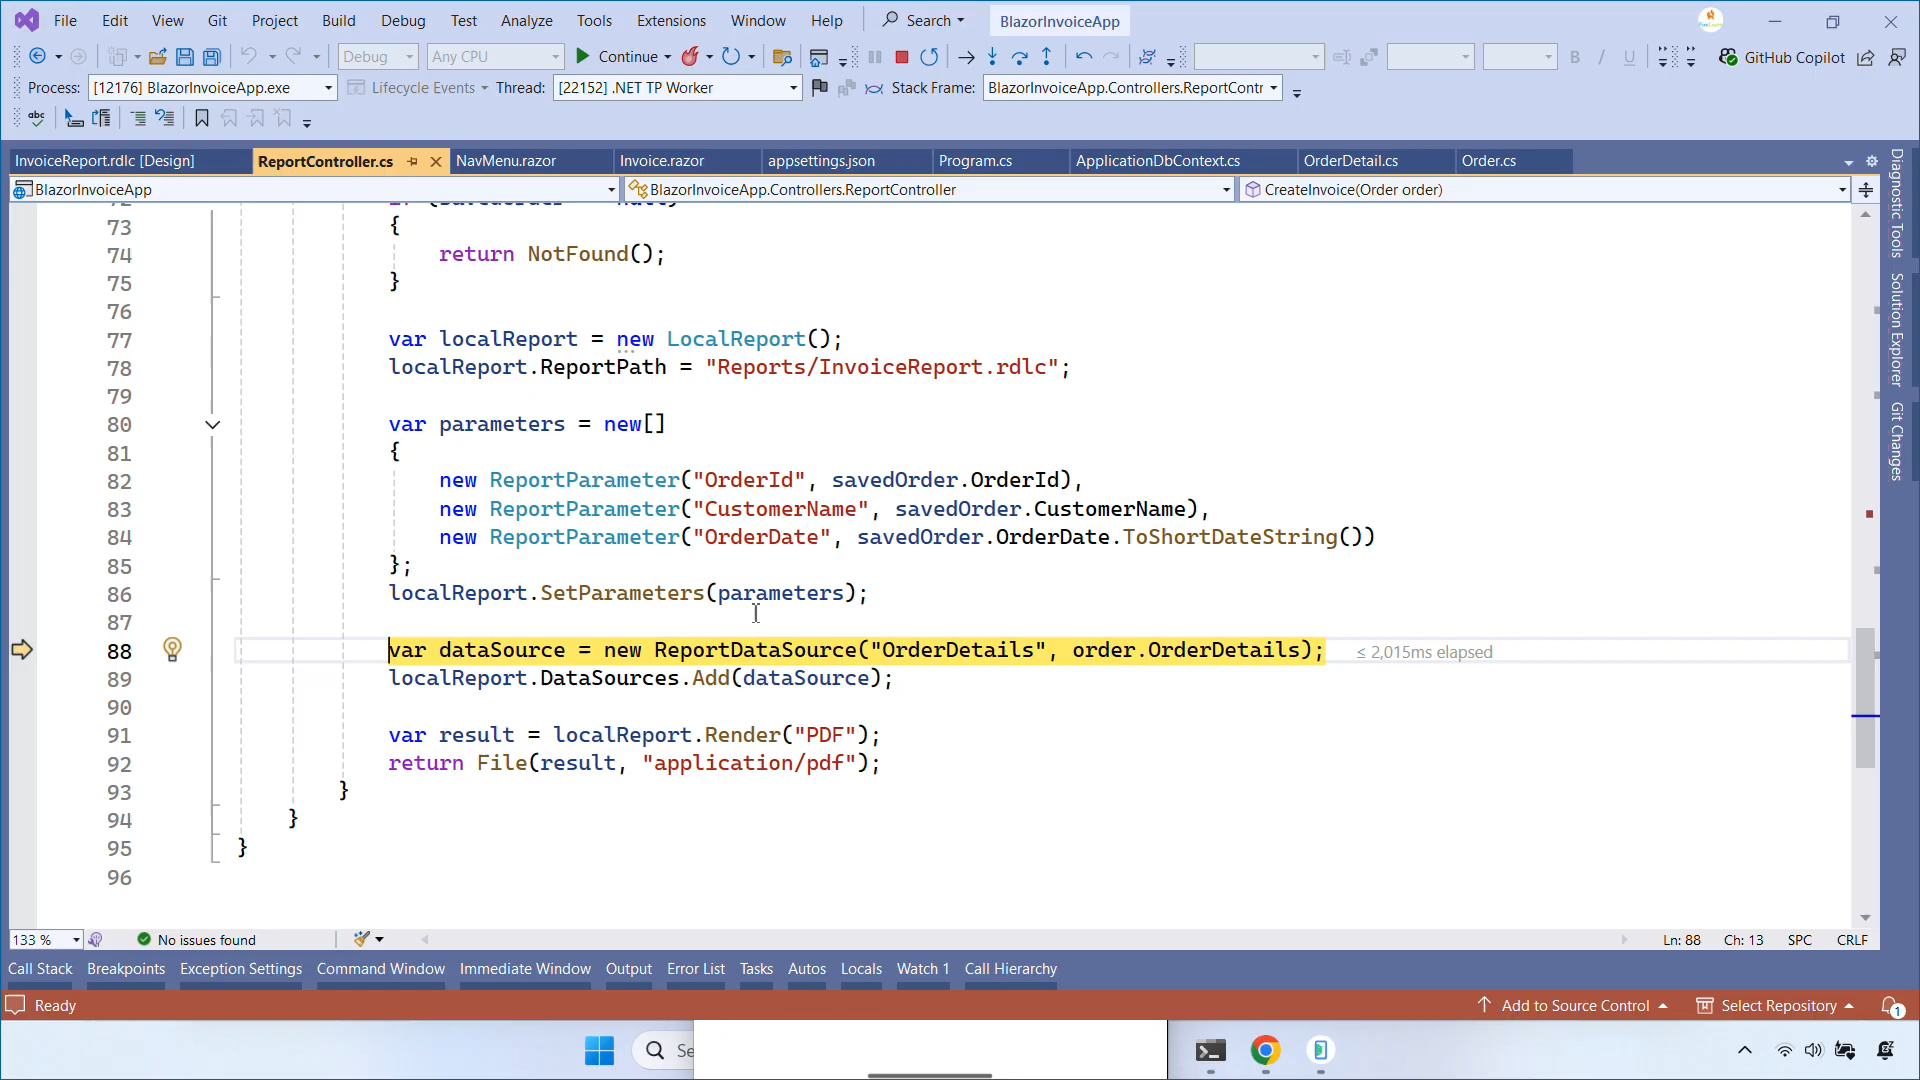 File Edit View Git Project Build Debug Test Analyze Tools Extensions Window Help Search BlazorInvoiceApp
Debug Any CPU Continue GitHub Copilot
Process: [12176] BlazorInvoiceApp.exe Lifecycle Events Thread: [22152] .NET TP Worker Stack Frame: BlazorInvoiceApp.Controllers.ReportContr
abc
InvoiceReport.rdlc [Design] ReportController.cs NavMenu.razor Invoice.razor appsettings.json Program.cs ApplicationDbContext.cs OrderDetail.cs Order.cs
BlazorInvoiceApp BlazorInvoiceApp.Controllers.ReportController CreateInvoice(Order order)
73 {
74 return NotFound();
75 }
76
77 var localReport = new LocalReport();
78 localReport.ReportPath = "Reports/InvoiceReport.rdlc";
79
80 var parameters = new[]
81 {
82 new ReportParameter("OrderId", savedOrder.OrderId),
83 new ReportParameter("CustomerName", savedOrder.CustomerName),
84 new ReportParameter("OrderDate", savedOrder.OrderDate.ToShortDateString())
85 };
86 localReport.SetParameters(parameters);
87
88 var dataSource = new ReportDataSource("OrderDetails", order.OrderDetails); ≤ 2,015ms elapsed
89 localReport.DataSources.Add(dataSource);
90
91 var result = localReport.Render("PDF");
92 return File(result, "application/pdf");
93 }
94 }
95 }
96
Diagnostic Tools
Solution Explorer
Git Changes
133 % No issues found Ln: 88 Ch: 13 SPC CRLF
Call Stack Breakpoints Exception Settings Command Window Immediate Window Output Error List Tasks Autos Locals Watch 1 Call Hierarchy
Ready Add to Source Control Select Repository 1
Se